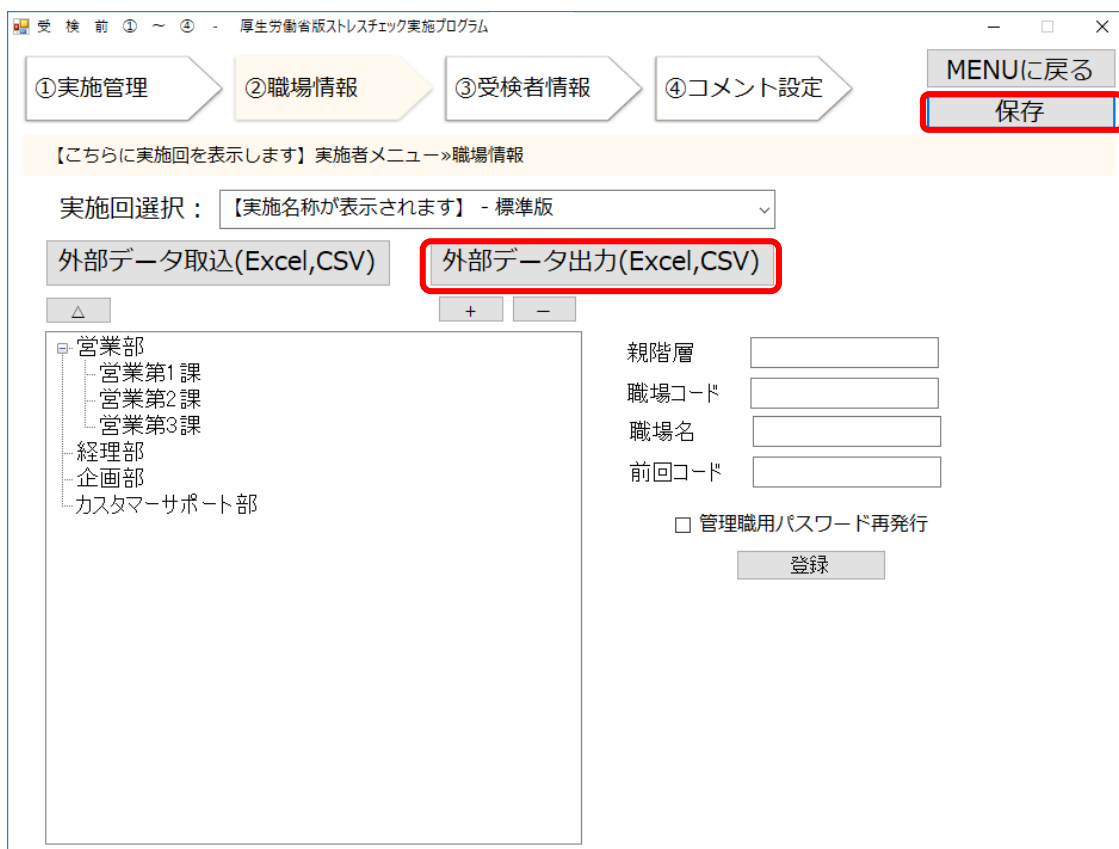 受 検 前 ① ～ ④ - 厚生労働省版ストレスチェック実施プログラム
①実施管理
②職場情報
③受検者情報
④コメント設定
MENUに戻る
保存
【こちらに実施回を表示します】実施者メニュー»職場情報
実施回選択：
【実施名称が表示されます】 - 標準版
外部データ取込(Excel,CSV)
外部データ出力(Excel,CSV)
△
+
－
営業部
営業第1課
営業第2課
営業第3課
経理部
企画部
カスタマーサポート部
親階層
職場コード
職場名
前回コード
管理職用パスワード再発行
登録